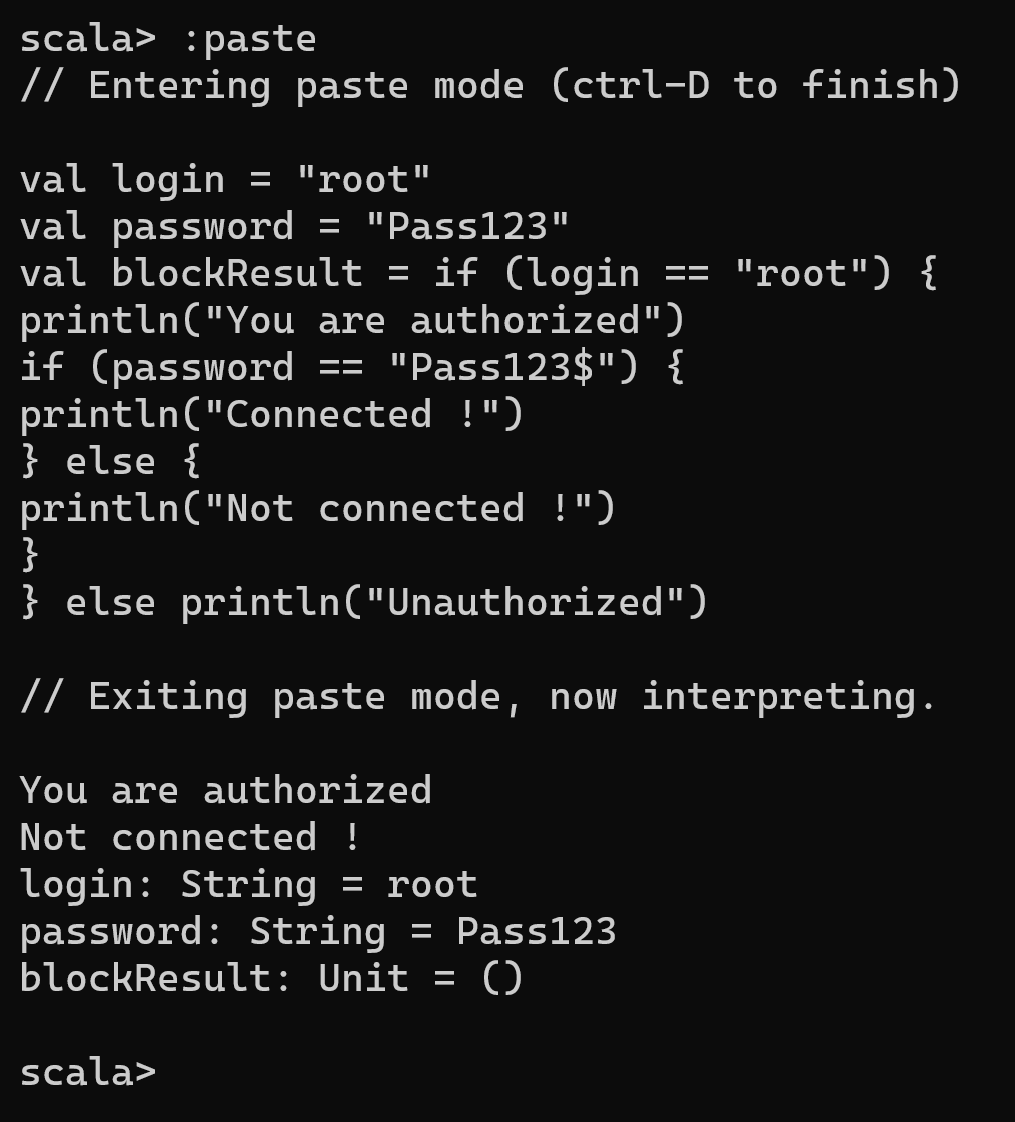 scala> :paste
// Entering paste mode (ctrl-D to finish)
val login = "root"
val password = "Pass123"
val blockResult = if (login == "root") {
println("You are authorized")
if (password == "Pass123$") {
println("Connected !")
} else {
println("Not connected !")
}
} else println("Unauthorized")
// Exiting paste mode, now interpreting.
You are authorized
Not connected !
login: String = root
password: String = Pass123
blockResult: Unit = ()
scala>